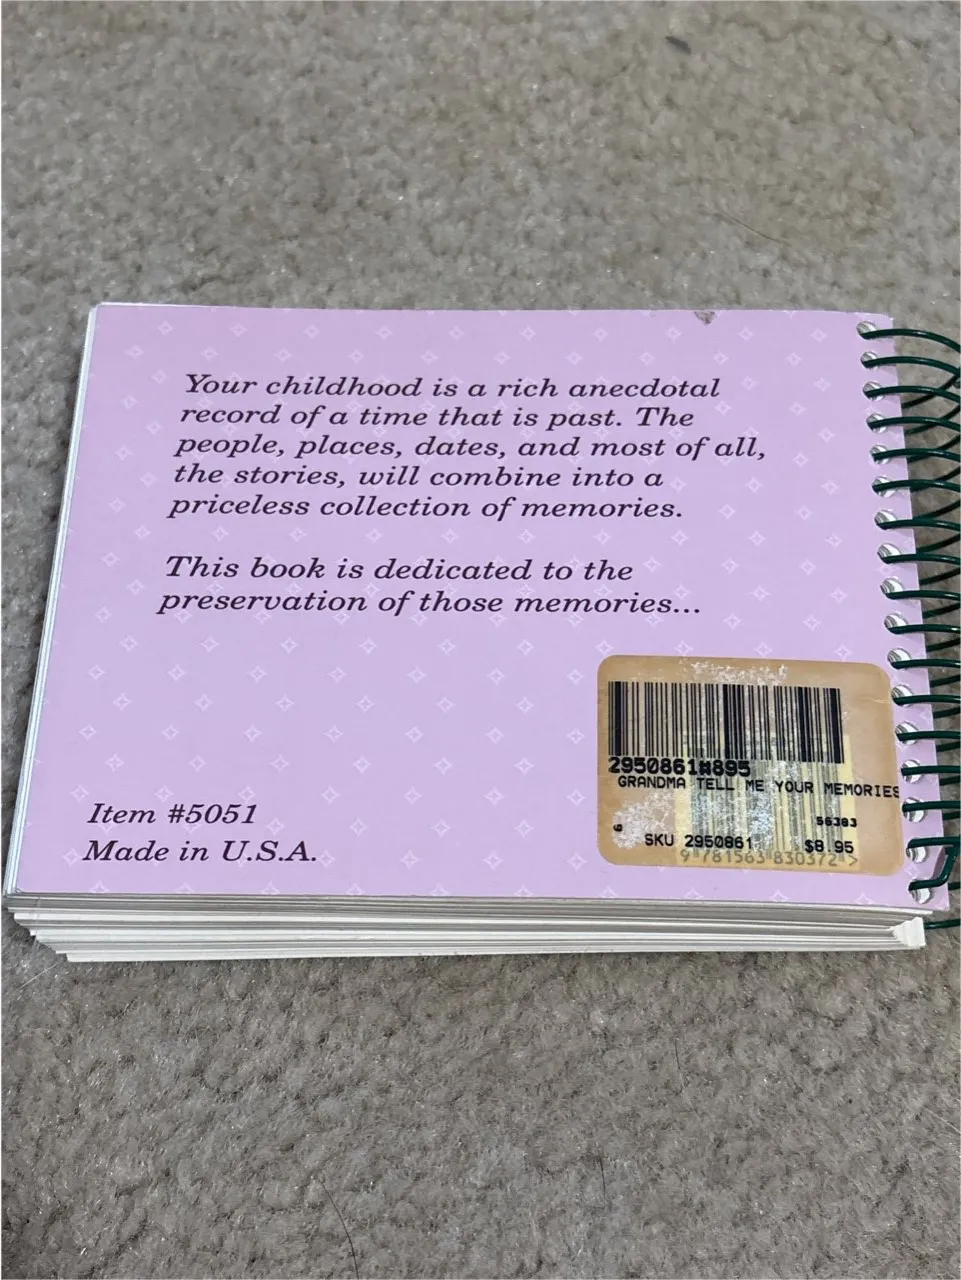 Your childhood is a rich anecdotal
record of a time that is past. The
people, places, dates, and most of all,
the stories, will combine into a
priceless collection of memories.
This book is dedicated to the
preservation of those memories...
Item #5051
Made in U.S.A.
2950861#895
GRANDMA TELL ME YOUR MEMORIES
56383
6
SKU 2950861 $8.95
9 781563 830372 >